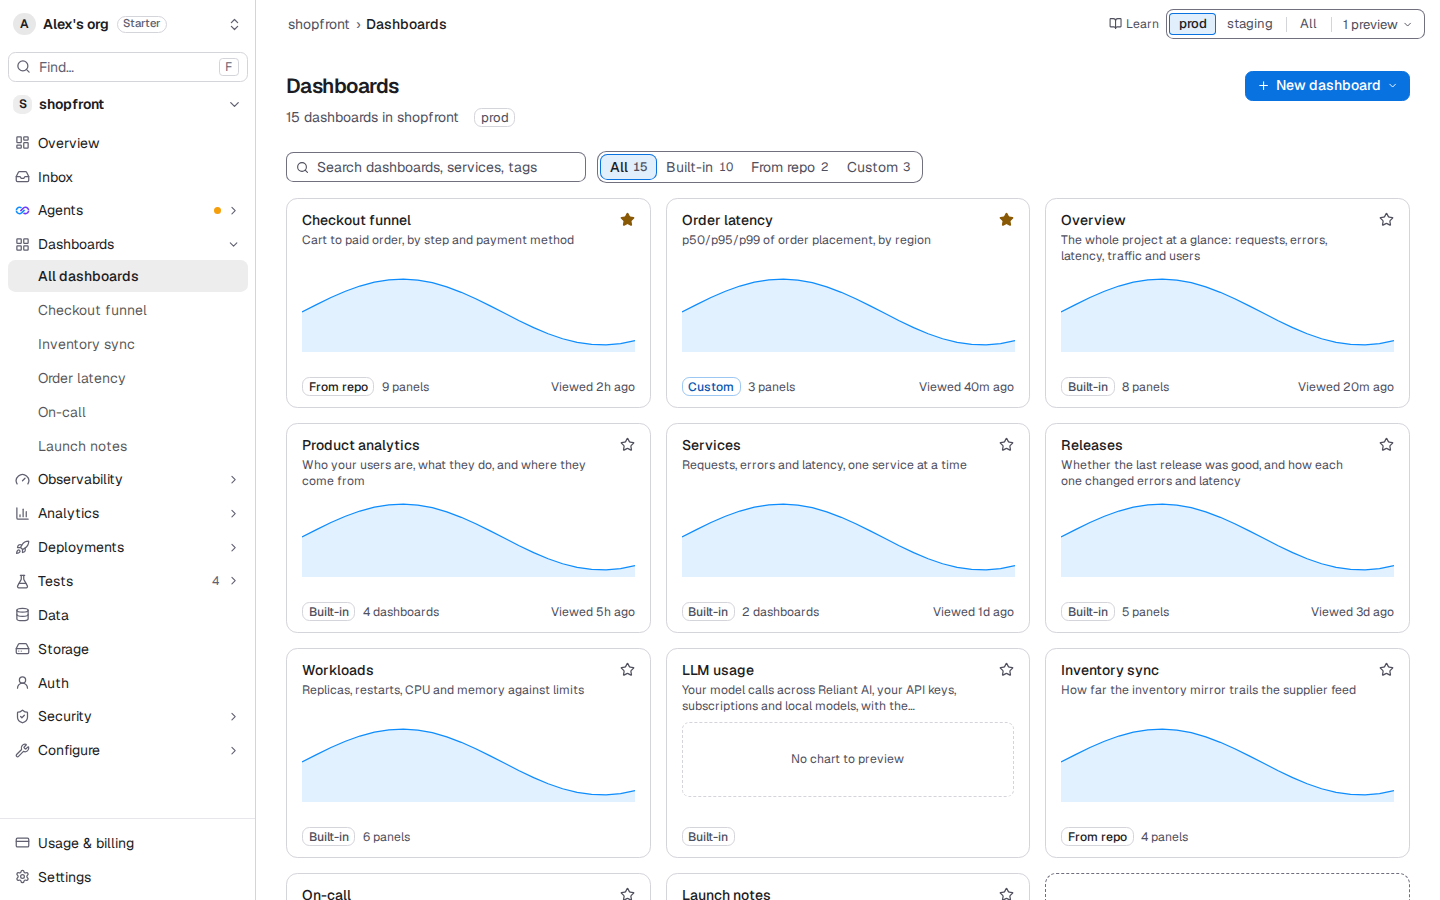 A Alex's org Starter
Find... F
S shopfront
Overview
Inbox
Agents
Dashboards
All dashboards
Checkout funnel
Inventory sync
Order latency
On-call
Launch notes
Observability
Analytics
Deployments
Tests 4
Data
Storage
Auth
Security
Configure
Usage & billing
Settings
shopfront › Dashboards
Learn prod staging All 1 preview
Dashboards
New dashboard
15 dashboards in shopfront prod
Search dashboards, services, tags
All 15 Built-in 10 From repo 2 Custom 3
Checkout funnel
Cart to paid order, by step and payment method
From repo 9 panels Viewed 2h ago
Order latency
p50/p95/p99 of order placement, by region
Custom 3 panels Viewed 40m ago
Overview
The whole project at a glance: requests, errors,
latency, traffic and users
Built-in 8 panels Viewed 20m ago
Product analytics
Who your users are, what they do, and where they
come from
Built-in 4 dashboards Viewed 5h ago
Services
Requests, errors and latency, one service at a time
Built-in 2 dashboards Viewed 1d ago
Releases
Whether the last release was good, and how each
one changed errors and latency
Built-in 5 panels Viewed 3d ago
Workloads
Replicas, restarts, CPU and memory against limits
Built-in 6 panels
LLM usage
Your model calls across Reliant AI, your API keys,
subscriptions and local models, with the...
No chart to preview
Built-in
Inventory sync
How far the inventory mirror trails the supplier feed
From repo 4 panels
On-call
Launch notes